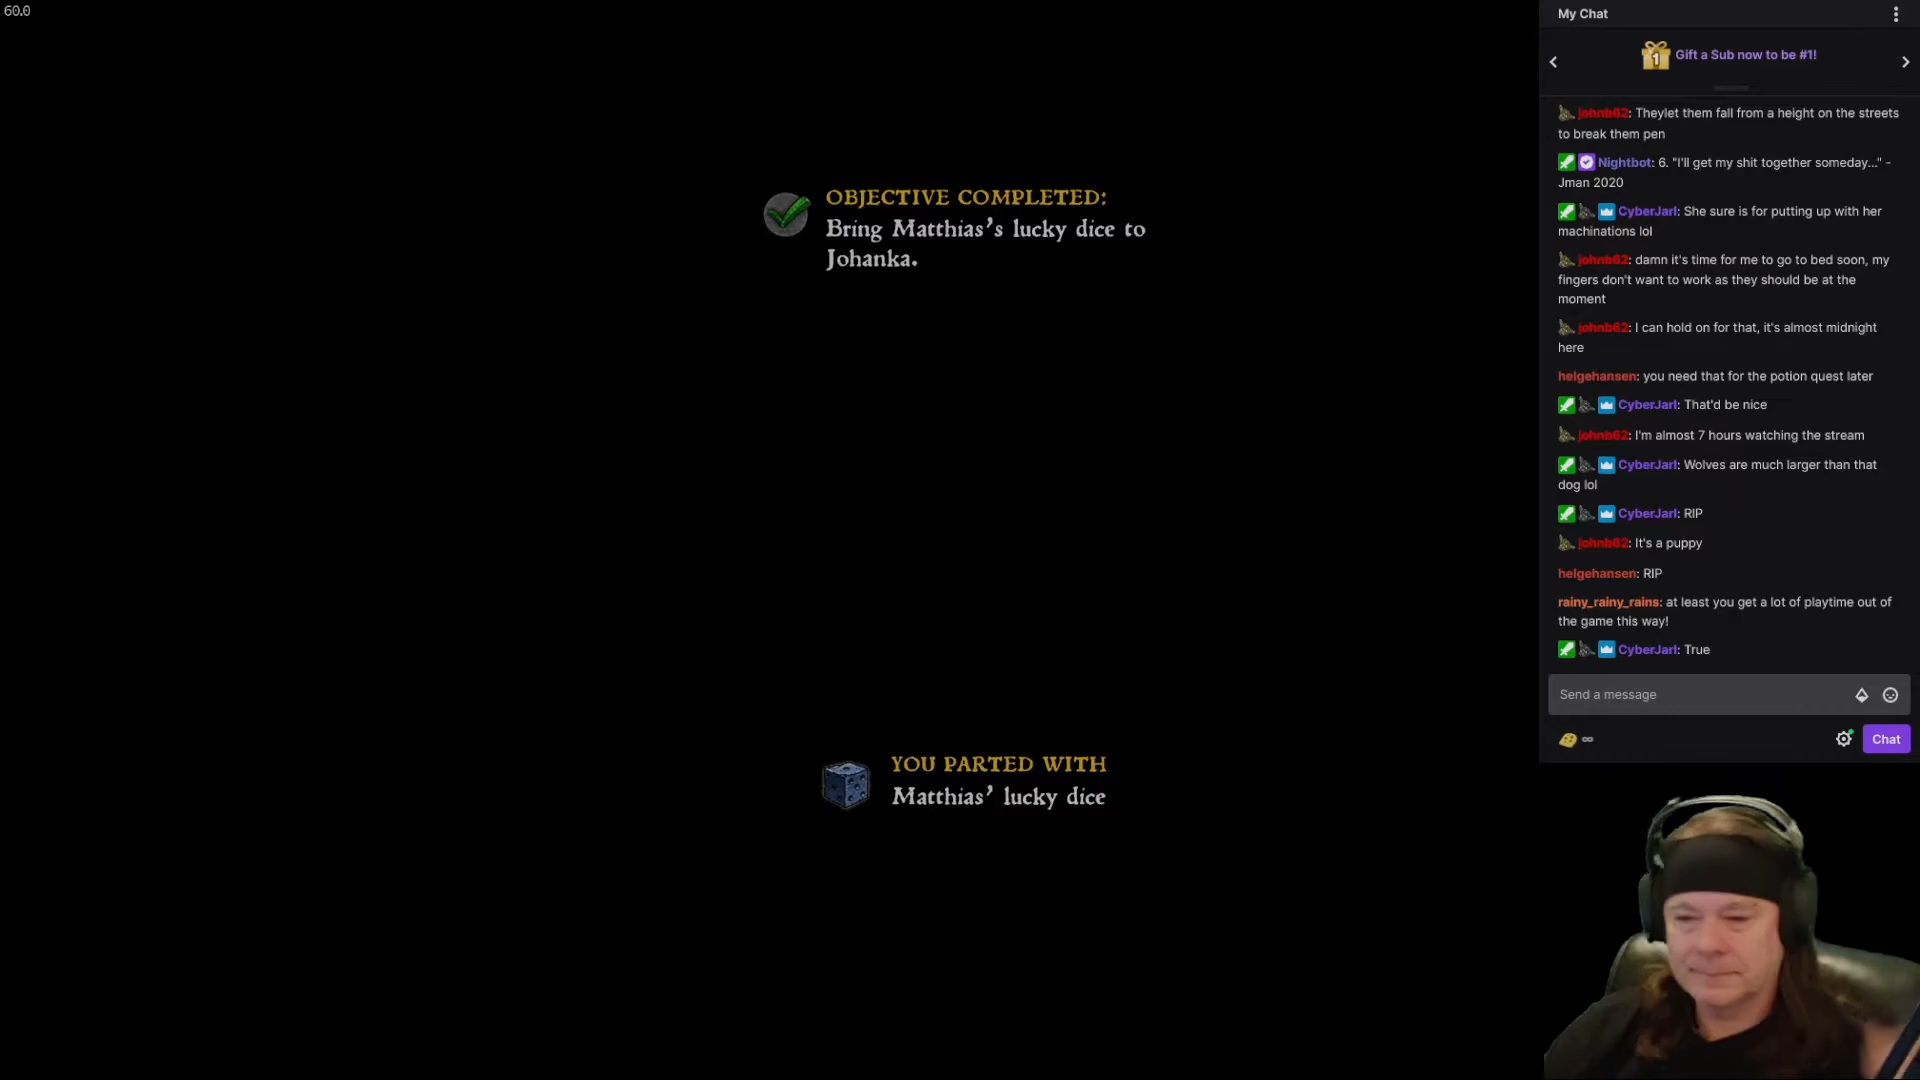 60.0
OBJECTIVE COMPLETED:
Bring Matthias's lucky dice to
Johanka.
YOU PARTED WITH
Matthias' lucky dice
My Chat
1
Gift a Sub now to be #1!
johnb62: Theylet them fall from a height on the streets
to break them pen
Nightbot: 6. "I'll get my shit together someday..." -
Jman 2020
CyberJarl: She sure is for putting up with her
machinations lol
johnb62: damn it's time for me to go to bed soon, my
fingers don't want to work as they should be at the
moment
johnb62: I can hold on for that, it's almost midnight
here
helgehansen: you need that for the potion quest later
CyberJarl: That'd be nice
johnb62: I'm almost 7 hours watching the stream
CyberJarl: Wolves are much larger than that
dog lol
CyberJarl: RIP
johnb62: It's a puppy
helgehansen: RIP
rainy_rainy_rains: at least you get a lot of playtime out of
the game this way!
CyberJarl: True
Send a message
∞
Chat